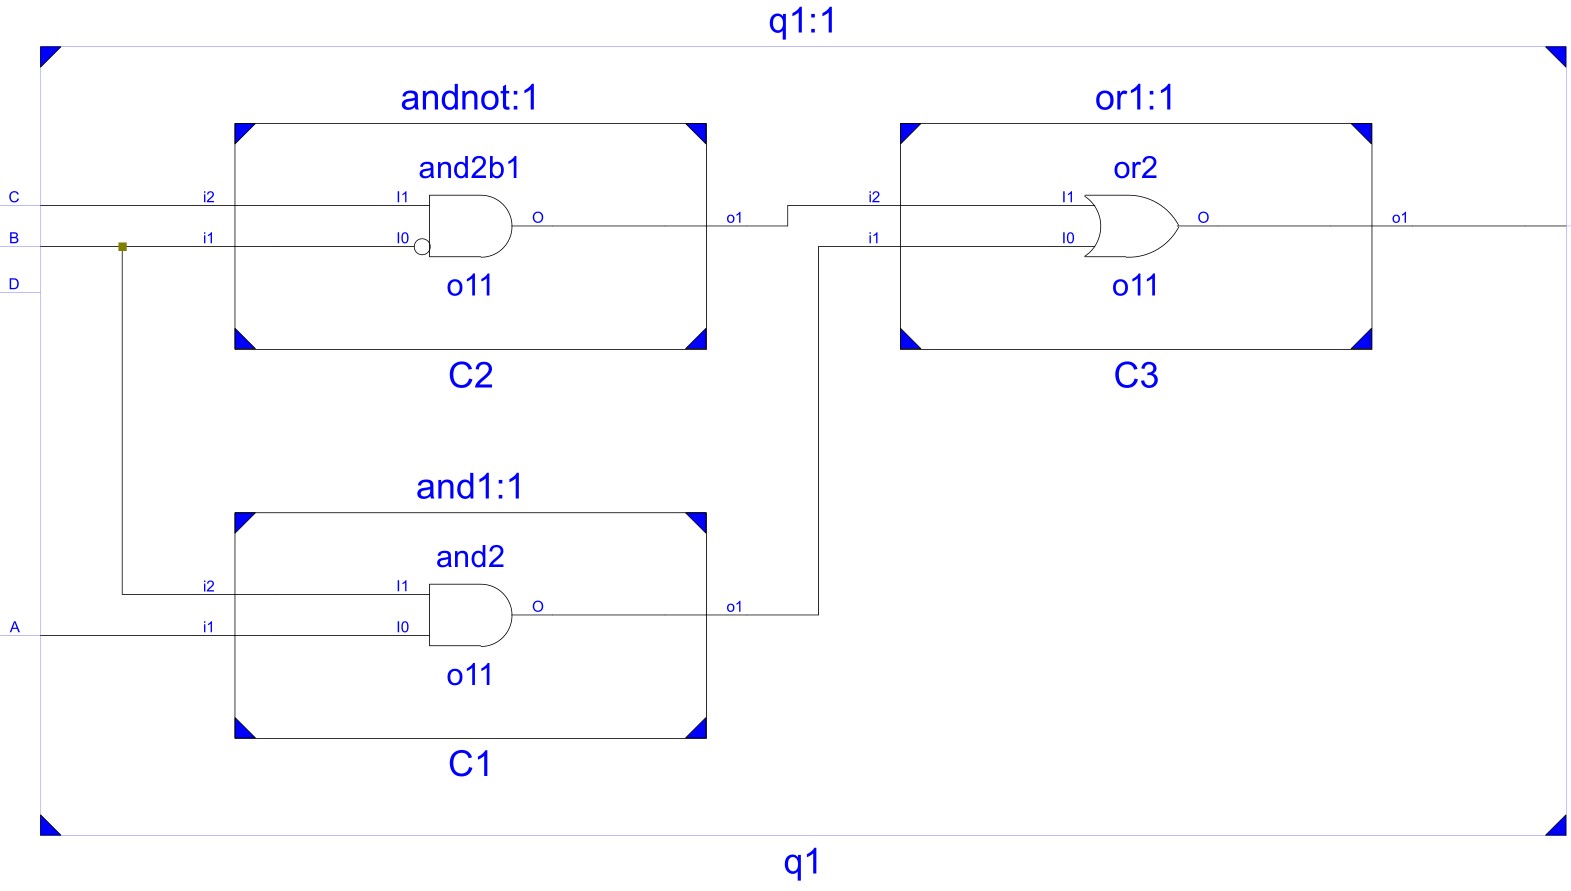 q1:1
andnot:1
or1:1
and2b1
or2
C
i2
I1
i2
I1
O
o1
O
o1
B
i1
I0
i1
I0
D
o11
o11
C2
C3
and1:1
and2
i2
I1
O
o1
A
i1
I0
o11
C1
q1